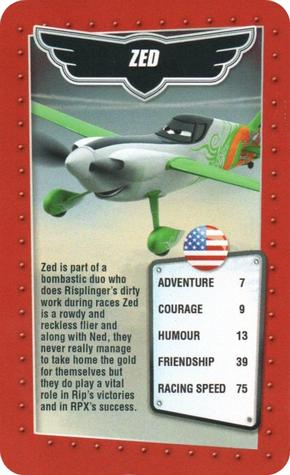 ZED
Zed is part of a
bombastic duo who
does Risplinger's dirty
work during races Zed
is a rowdy and
reckless flier and
along with Ned, they
never really manage
to take home the gold
for themselves but
they do play a vital
role in Rip's victories
and in RPX's success.
ADVENTURE 7
COURAGE 9
HUMOUR 13
FRIENDSHIP 39
RACING SPEED 75